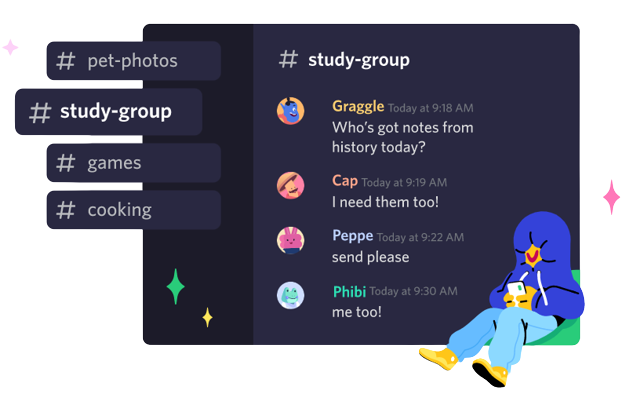 # pet-photos
# study-group
# games
# cooking
# study-group
Graggle Today at 9:18 AM
Who's got notes from
history today?
Cap Today at 9:19 AM
I need them too!
Peppe Today at 9:22 AM
send please
Phibi Today at 9:30 AM
me too!